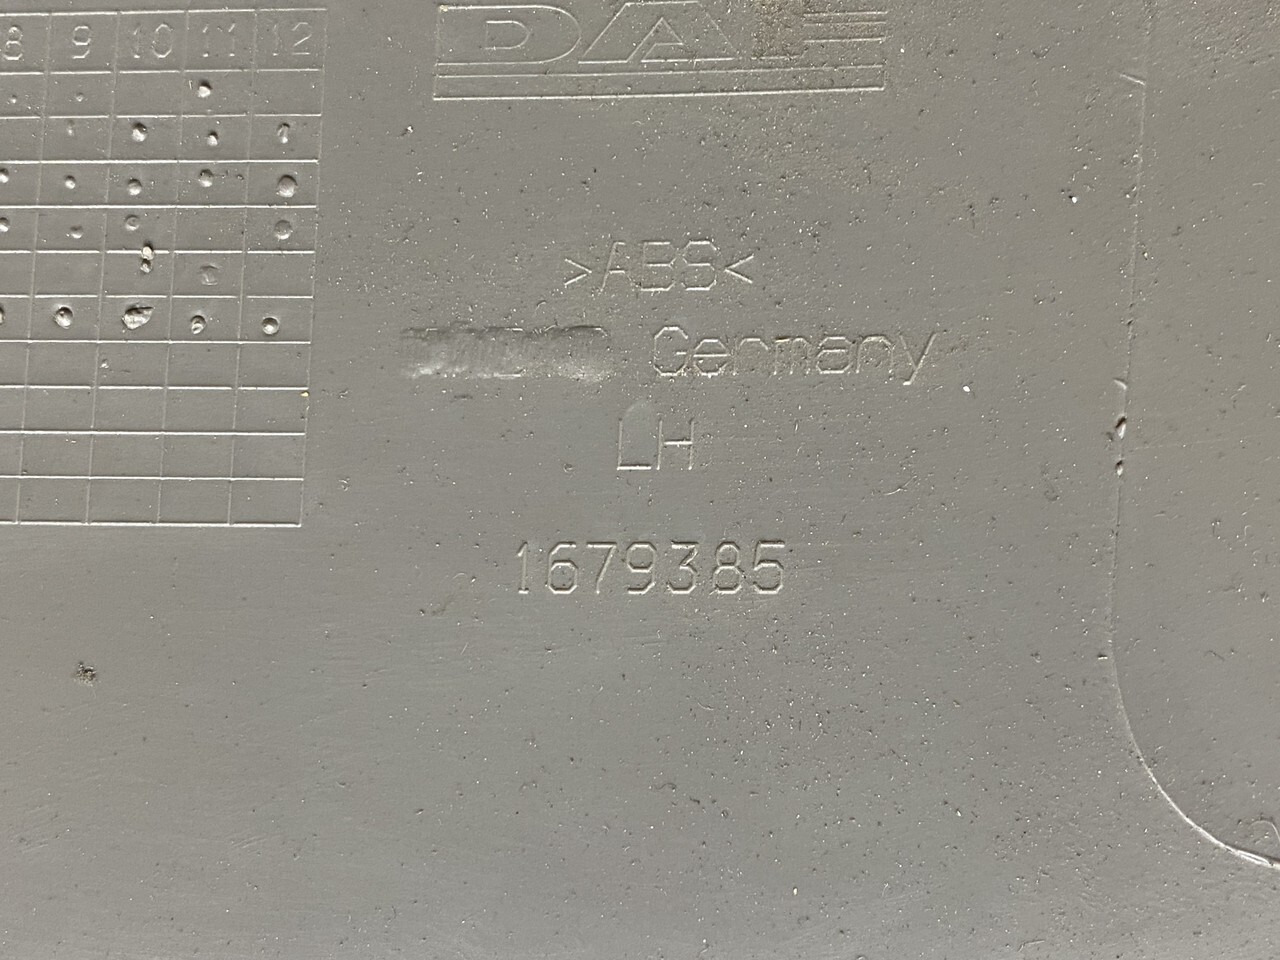 8 9 10 11 12
DAF
>ABS<
Germany
LH
1679385